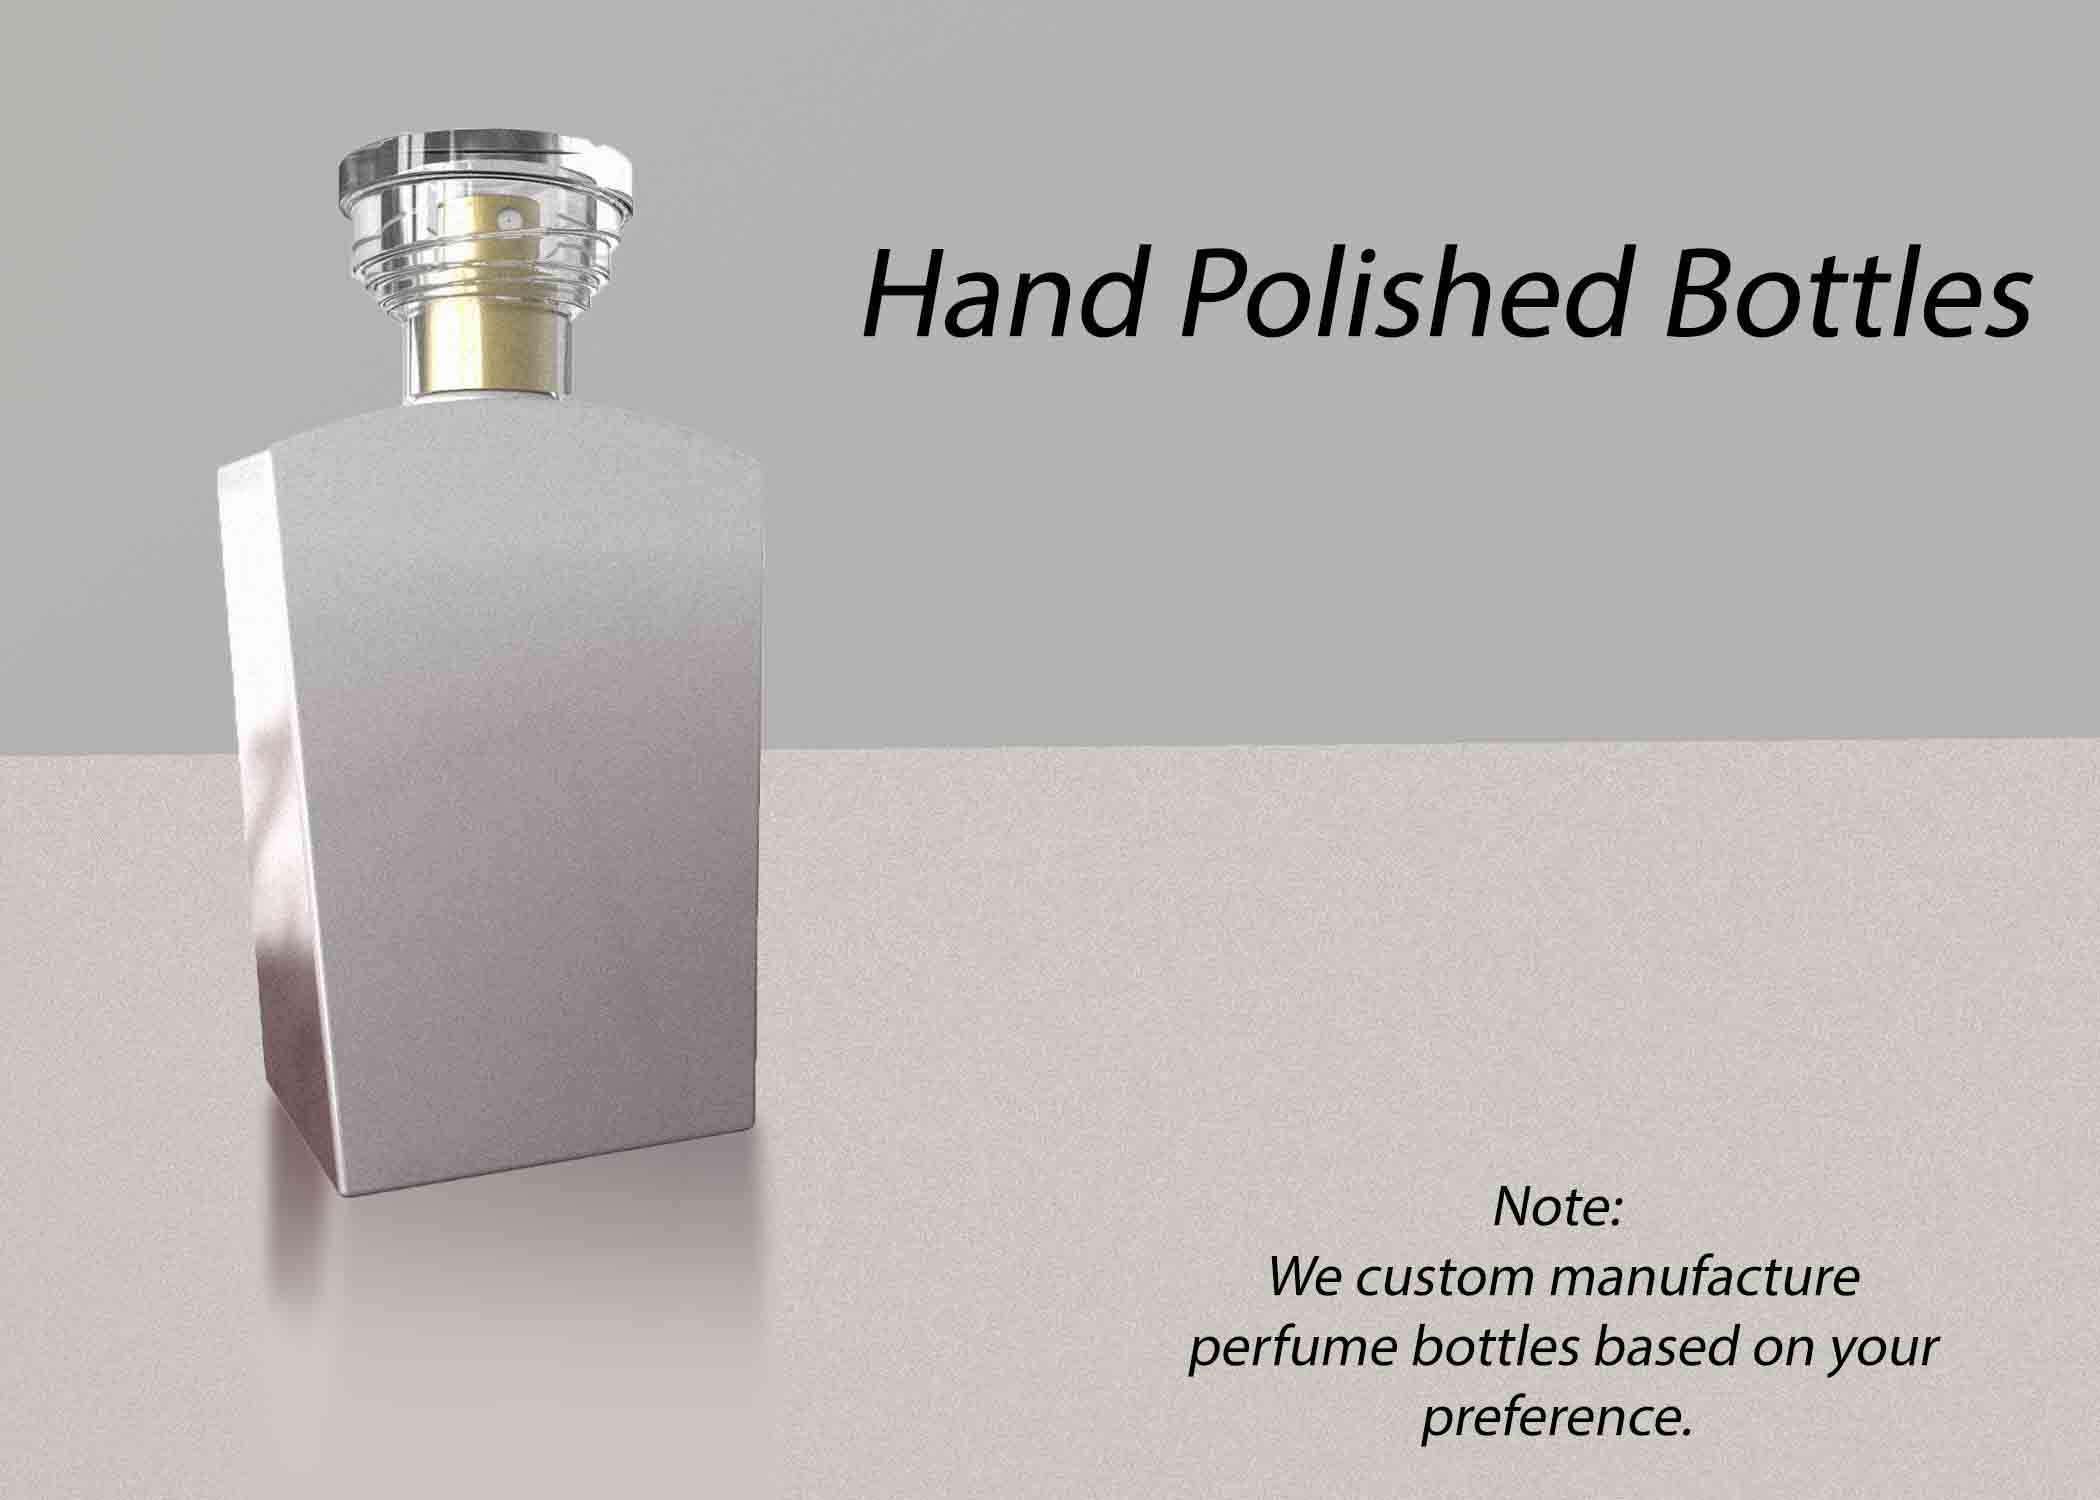 Hand Polished Bottles
Note:
We custom manufacture
perfume bottles based on your
preference.